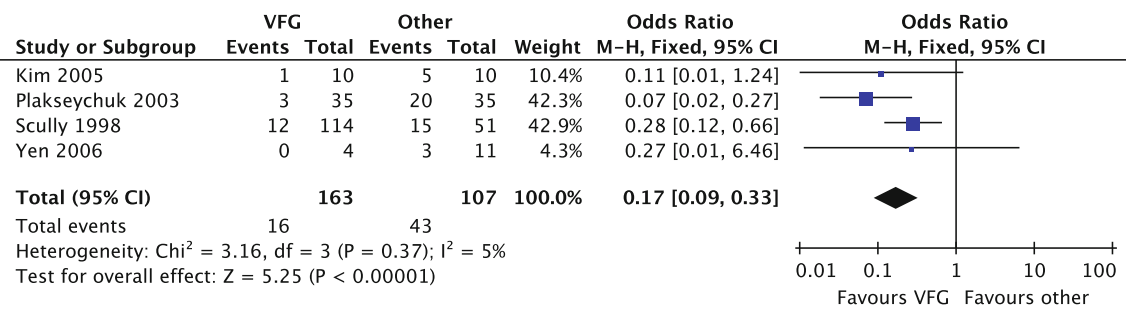 VFG Other Odds Ratio Odds Ratio
Study or Subgroup Events Total Events Total Weight M-H, Fixed, 95% CI M-H, Fixed, 95% CI
Kim 2005 1 10 5 10 10.4% 0.11 [0.01, 1.24]
Plakseychuk 2003 3 35 20 35 42.3% 0.07 [0.02, 0.27]
Scully 1998 12 114 15 51 42.9% 0.28 [0.12, 0.66]
Yen 2006 0 4 3 11 4.3% 0.27 [0.01, 6.46]
Total (95% CI) 163 107 100.0% 0.17 [0.09, 0.33]
Total events 16 43
Heterogeneity: Chi² = 3.16, df = 3 (P = 0.37); I² = 5%
Test for overall effect: Z = 5.25 (P < 0.00001)
0.01 0.1 1 10 100
Favours VFG Favours other